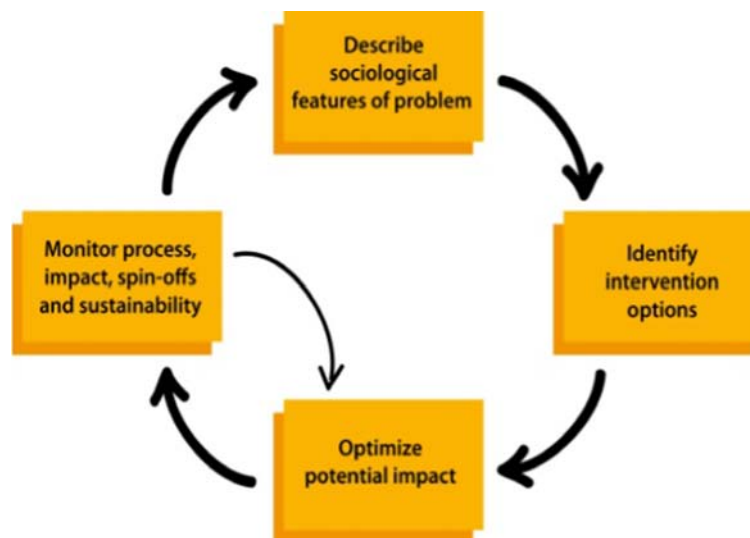 Describe
sociological
features of problem
Identify
intervention
options
Optimize
potential impact
Monitor process,
impact, spin-offs
and sustainability